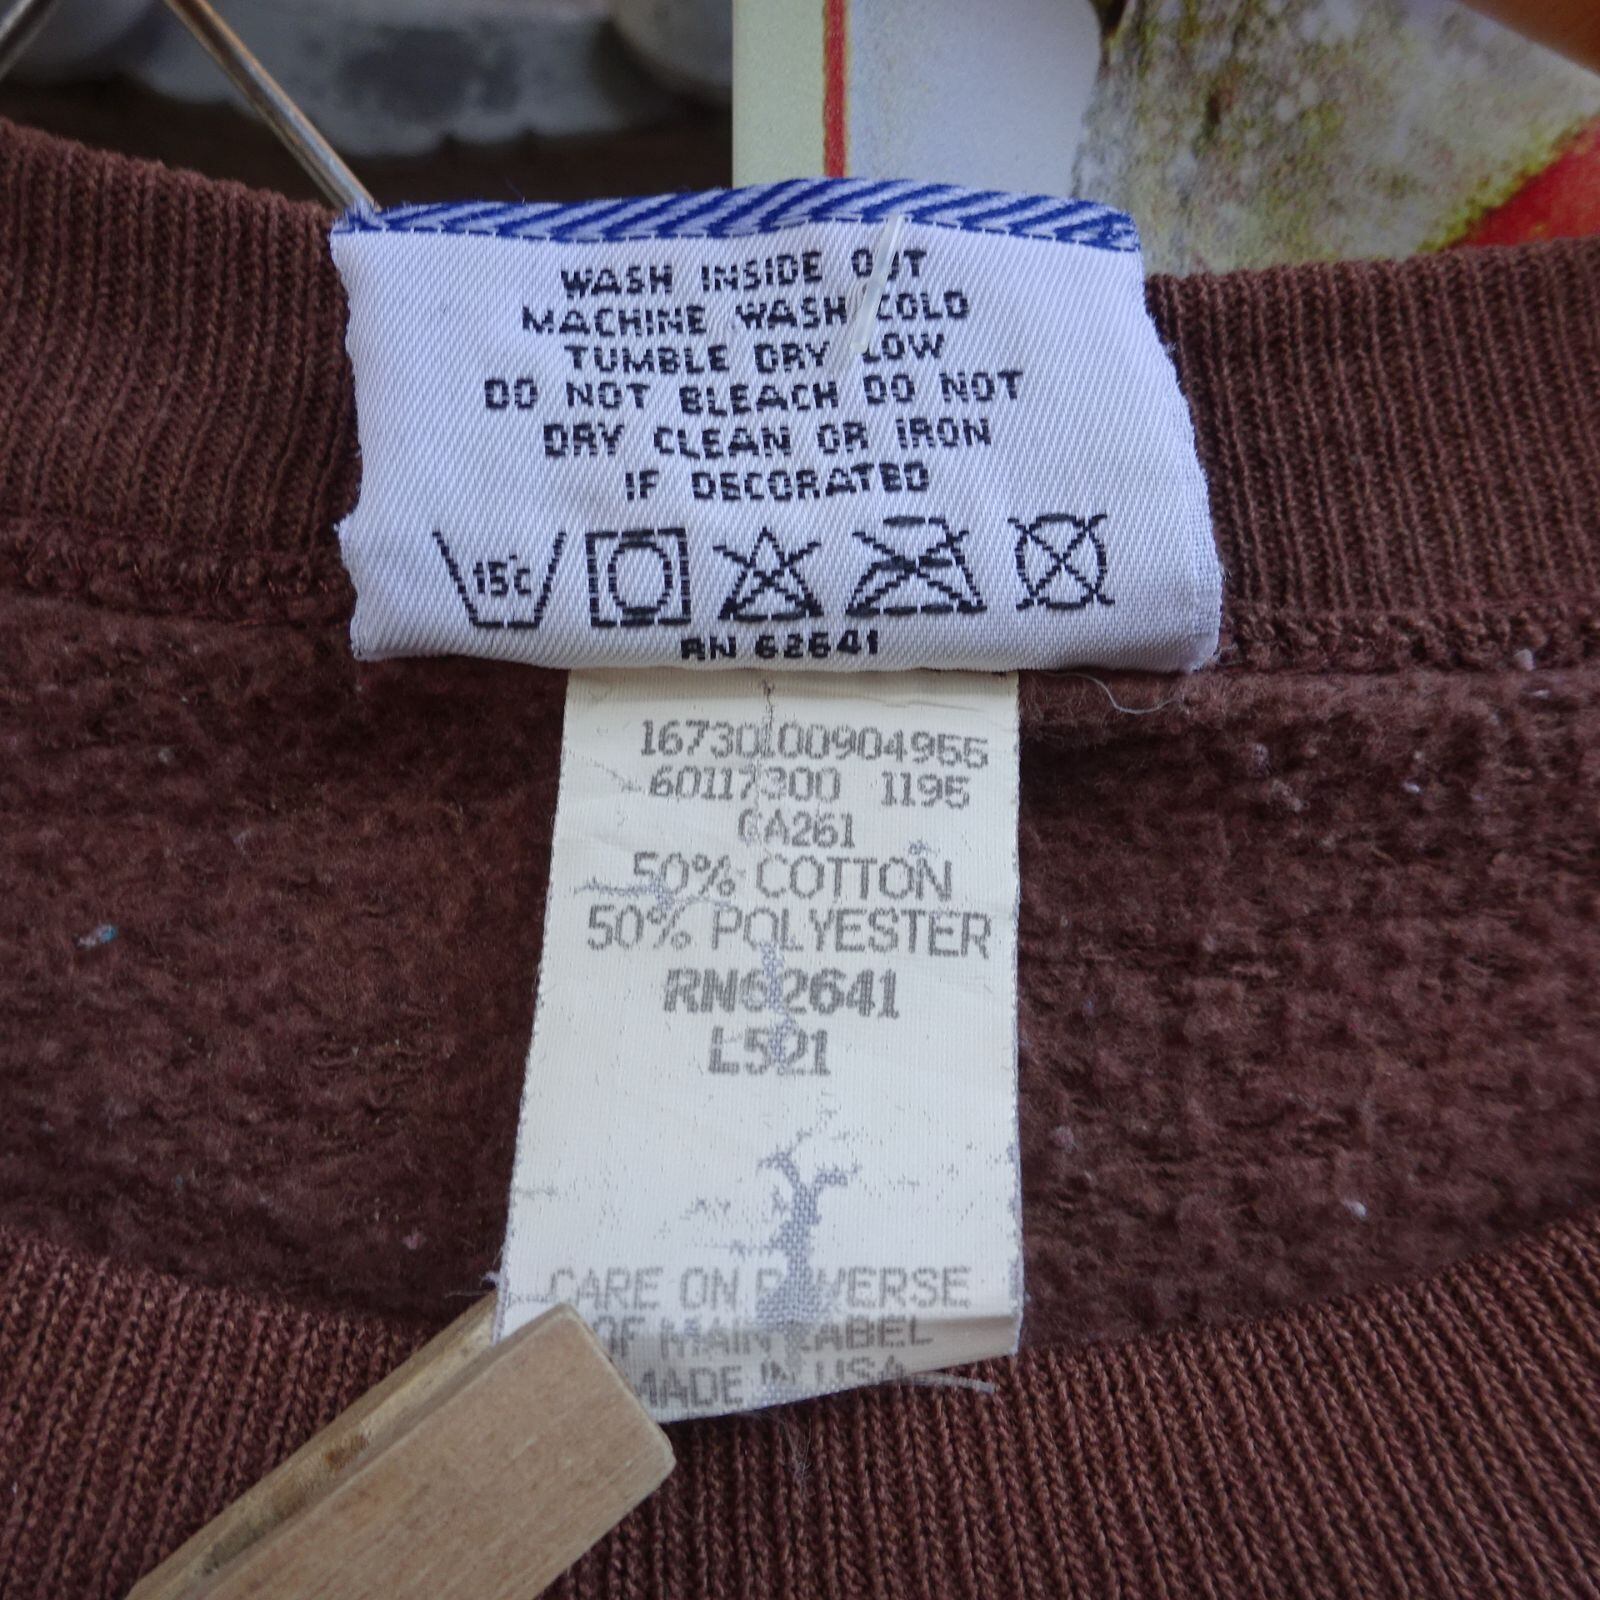 WASH INSIDE OUT
MACHINE WASH COLD
TUMBLE DRY LOW
DO NOT BLEACH DO NOT
DRY CLEAN OR IRON
IF DECORATED
15°C
RN 62641
16730100904955
60117300 1195
CA261
50% COTTON
50% POLYESTER
RN62641
L521
CARE ON REVERSE
OF MAIN LABEL
MADE IN USA